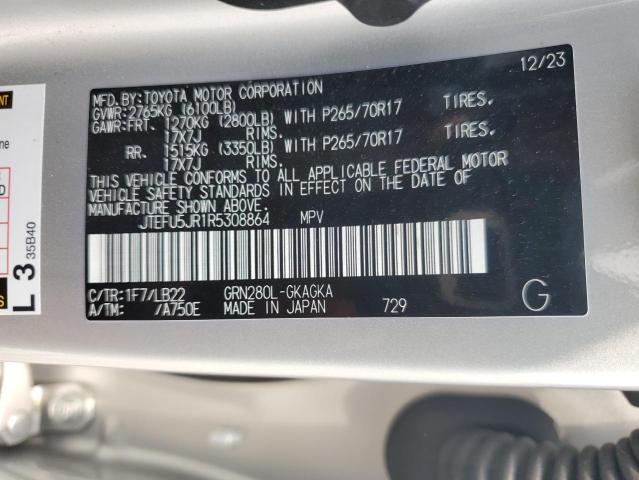 12/23
MFD.BY:TOYOTA MOTOR CORPORATION
GVWR:2765KG (6100LB)
GAWR:FRT. 1270KG (2800LB) WITH P265/70R17 TIRES.
17X7J RIMS.
RR. 1515KG (3350LB) WITH P265/70R17 TIRES.
17X7J RIMS.
THIS VEHICLE CONFORMS TO ALL APPLICABLE FEDERAL MOTOR
VEHICLE SAFETY STANDARDS IN EFFECT ON THE DATE OF
MANUFACTURE SHOWN ABOVE.
JTEFU5JR1R5308864 MPV
C/TR:1F7/LB22 GRN280L-GKAGKA
A/TM: /A750E MADE IN JAPAN 729
G
L 3
35B40